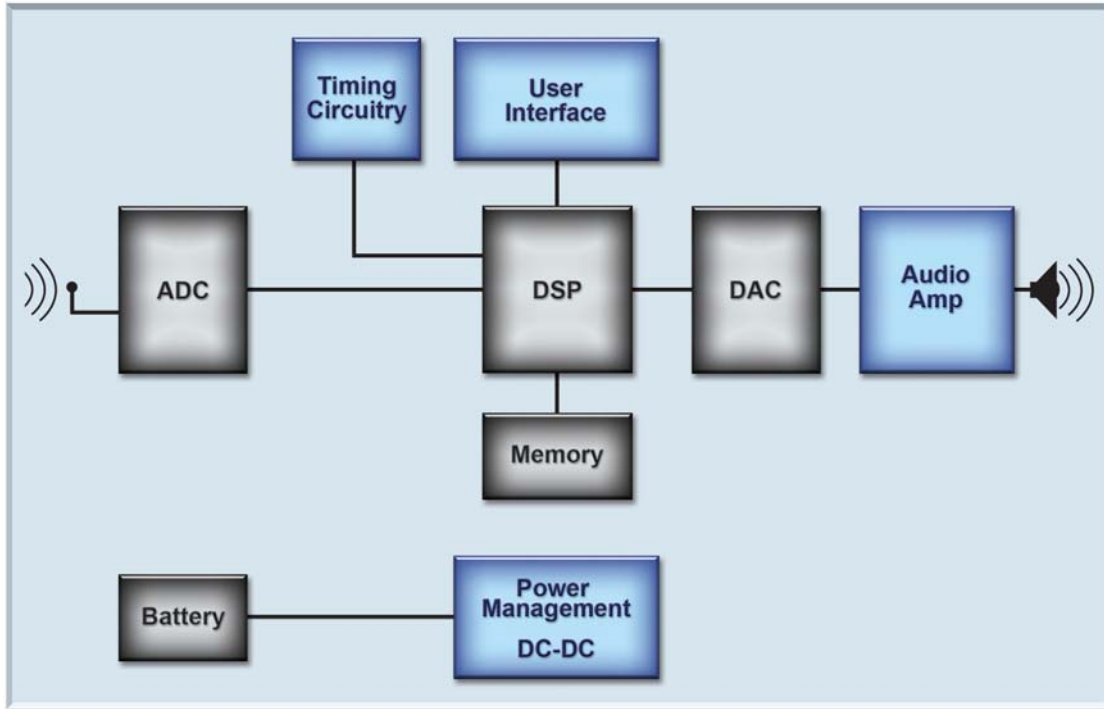 Timing
Circuitry
User
Interface
ADC
DSP
DAC
Audio
Amp
Memory
Battery
Power
Management
DC-DC